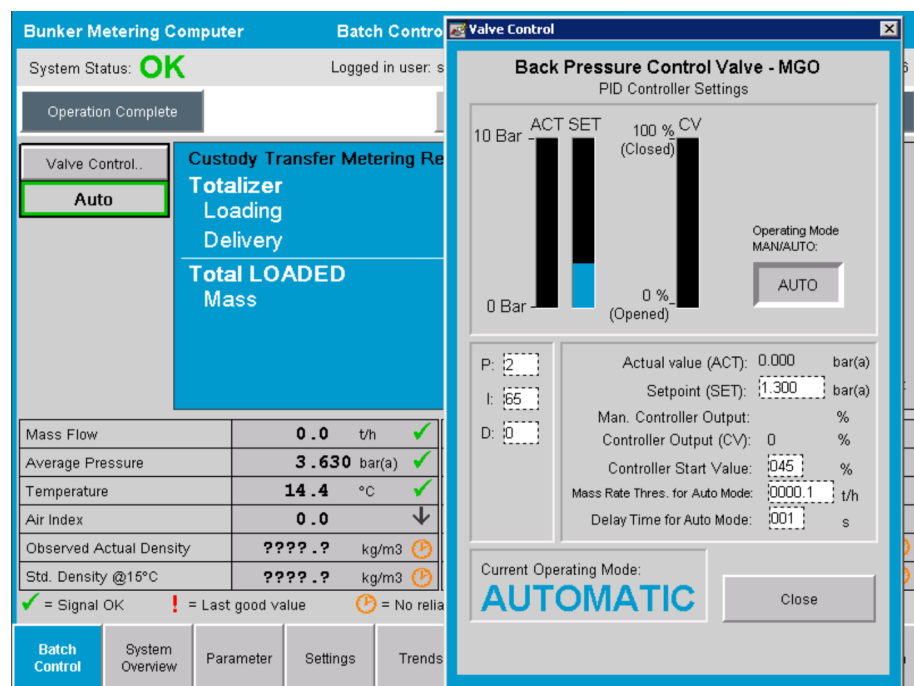 Bunker Metering Computer Batch Contro
System Status: OK Logged in user: s
Operation Complete
Valve Control..
Auto
Custody Transfer Metering Re
Totalizer
Loading
Delivery
Total LOADED
Mass
Mass Flow 0.0 t/h ✓
Average Pressure 3.630 bar(a) ✓
Temperature 14.4 °C ✓
Air Index 0.0
Observed Actual Density ????.? kg/m3
Std. Density @15°C ????.? kg/m3
✓ = Signal OK ! = Last good value = No relia
Batch Control
System Overview
Parameter
Settings
Trends
Valve Control
Back Pressure Control Valve - MGO
PID Controller Settings
ACT SET CV
10 Bar 100 %
(Closed)
0 Bar 0 %
(Opened)
Operating Mode
MAN/AUTO:
AUTO
P: 2
I: 65
D: 0
Actual value (ACT): 0.000 bar(a)
Setpoint (SET): 1.300 bar(a)
Man. Controller Output: %
Controller Output (CV): 0 %
Controller Start Value: 045 %
Mass Rate Thres. for Auto Mode: 0000.1 t/h
Delay Time for Auto Mode: 001 s
Current Operating Mode:
AUTOMATIC
Close